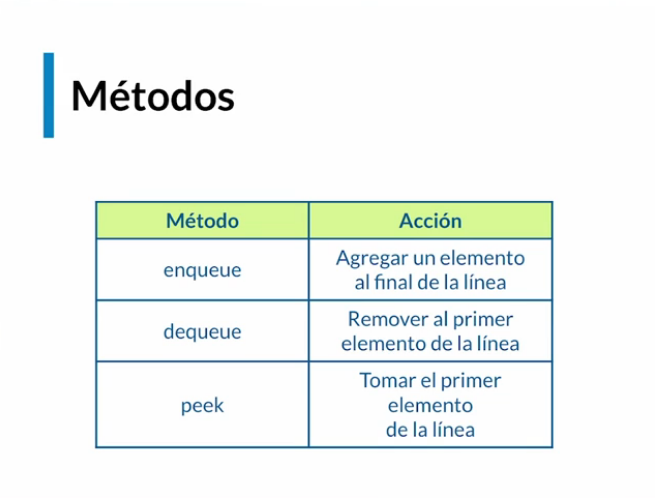 Métodos
Método
Acción
enqueue
Agregar un elemento
al final de la línea
dequeue
Remover al primer
elemento de la línea
peek
Tomar el primer
elemento
de la línea